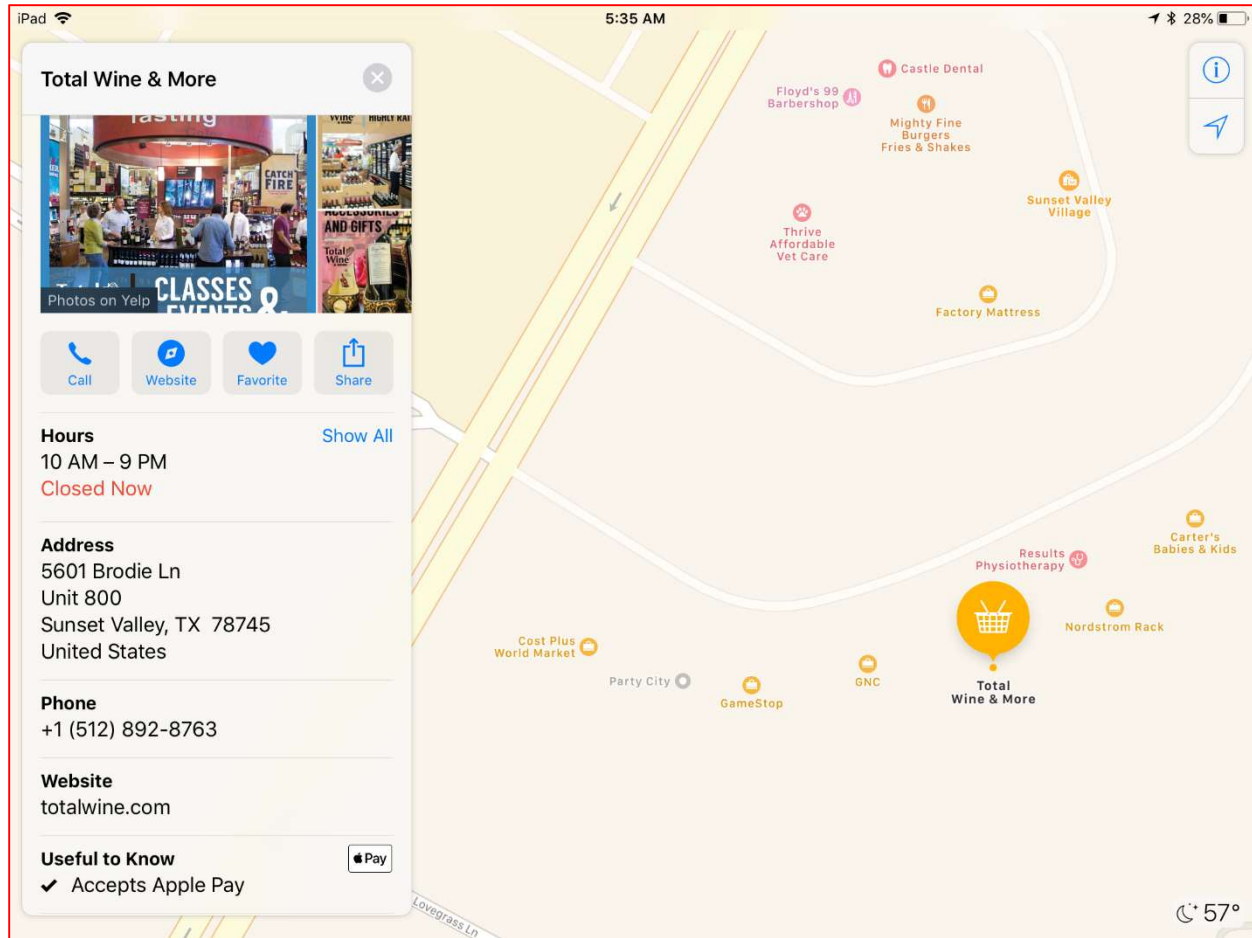 iPad
5:35 AM
28%
Total Wine & More
Tasting
CATCH
FIRE
CLASSES
EVENTS &
Photos on Yelp
Wine
HIGHLY RAT
ACCESSORIES
AND GIFTS
Total
Wine
Call
Website
Favorite
Share
Hours
Show All
10 AM – 9 PM
Closed Now
Address
5601 Brodie Ln
Unit 800
Sunset Valley, TX 78745
United States
Phone
+1 (512) 892-8763
Website
totalwine.com
Useful to Know
Pay
✓ Accepts Apple Pay
Castle Dental
Floyd's 99
Barbershop
Mighty Fine
Burgers
Fries & Shakes
Sunset Valley
Village
Thrive
Affordable
Vet Care
Factory Mattress
Carter's
Babies & Kids
Results
Physiotherapy
Nordstrom Rack
Cost Plus
World Market
Party City
GameStop
GNC
Total
Wine & More
Lovegrass Ln
57°